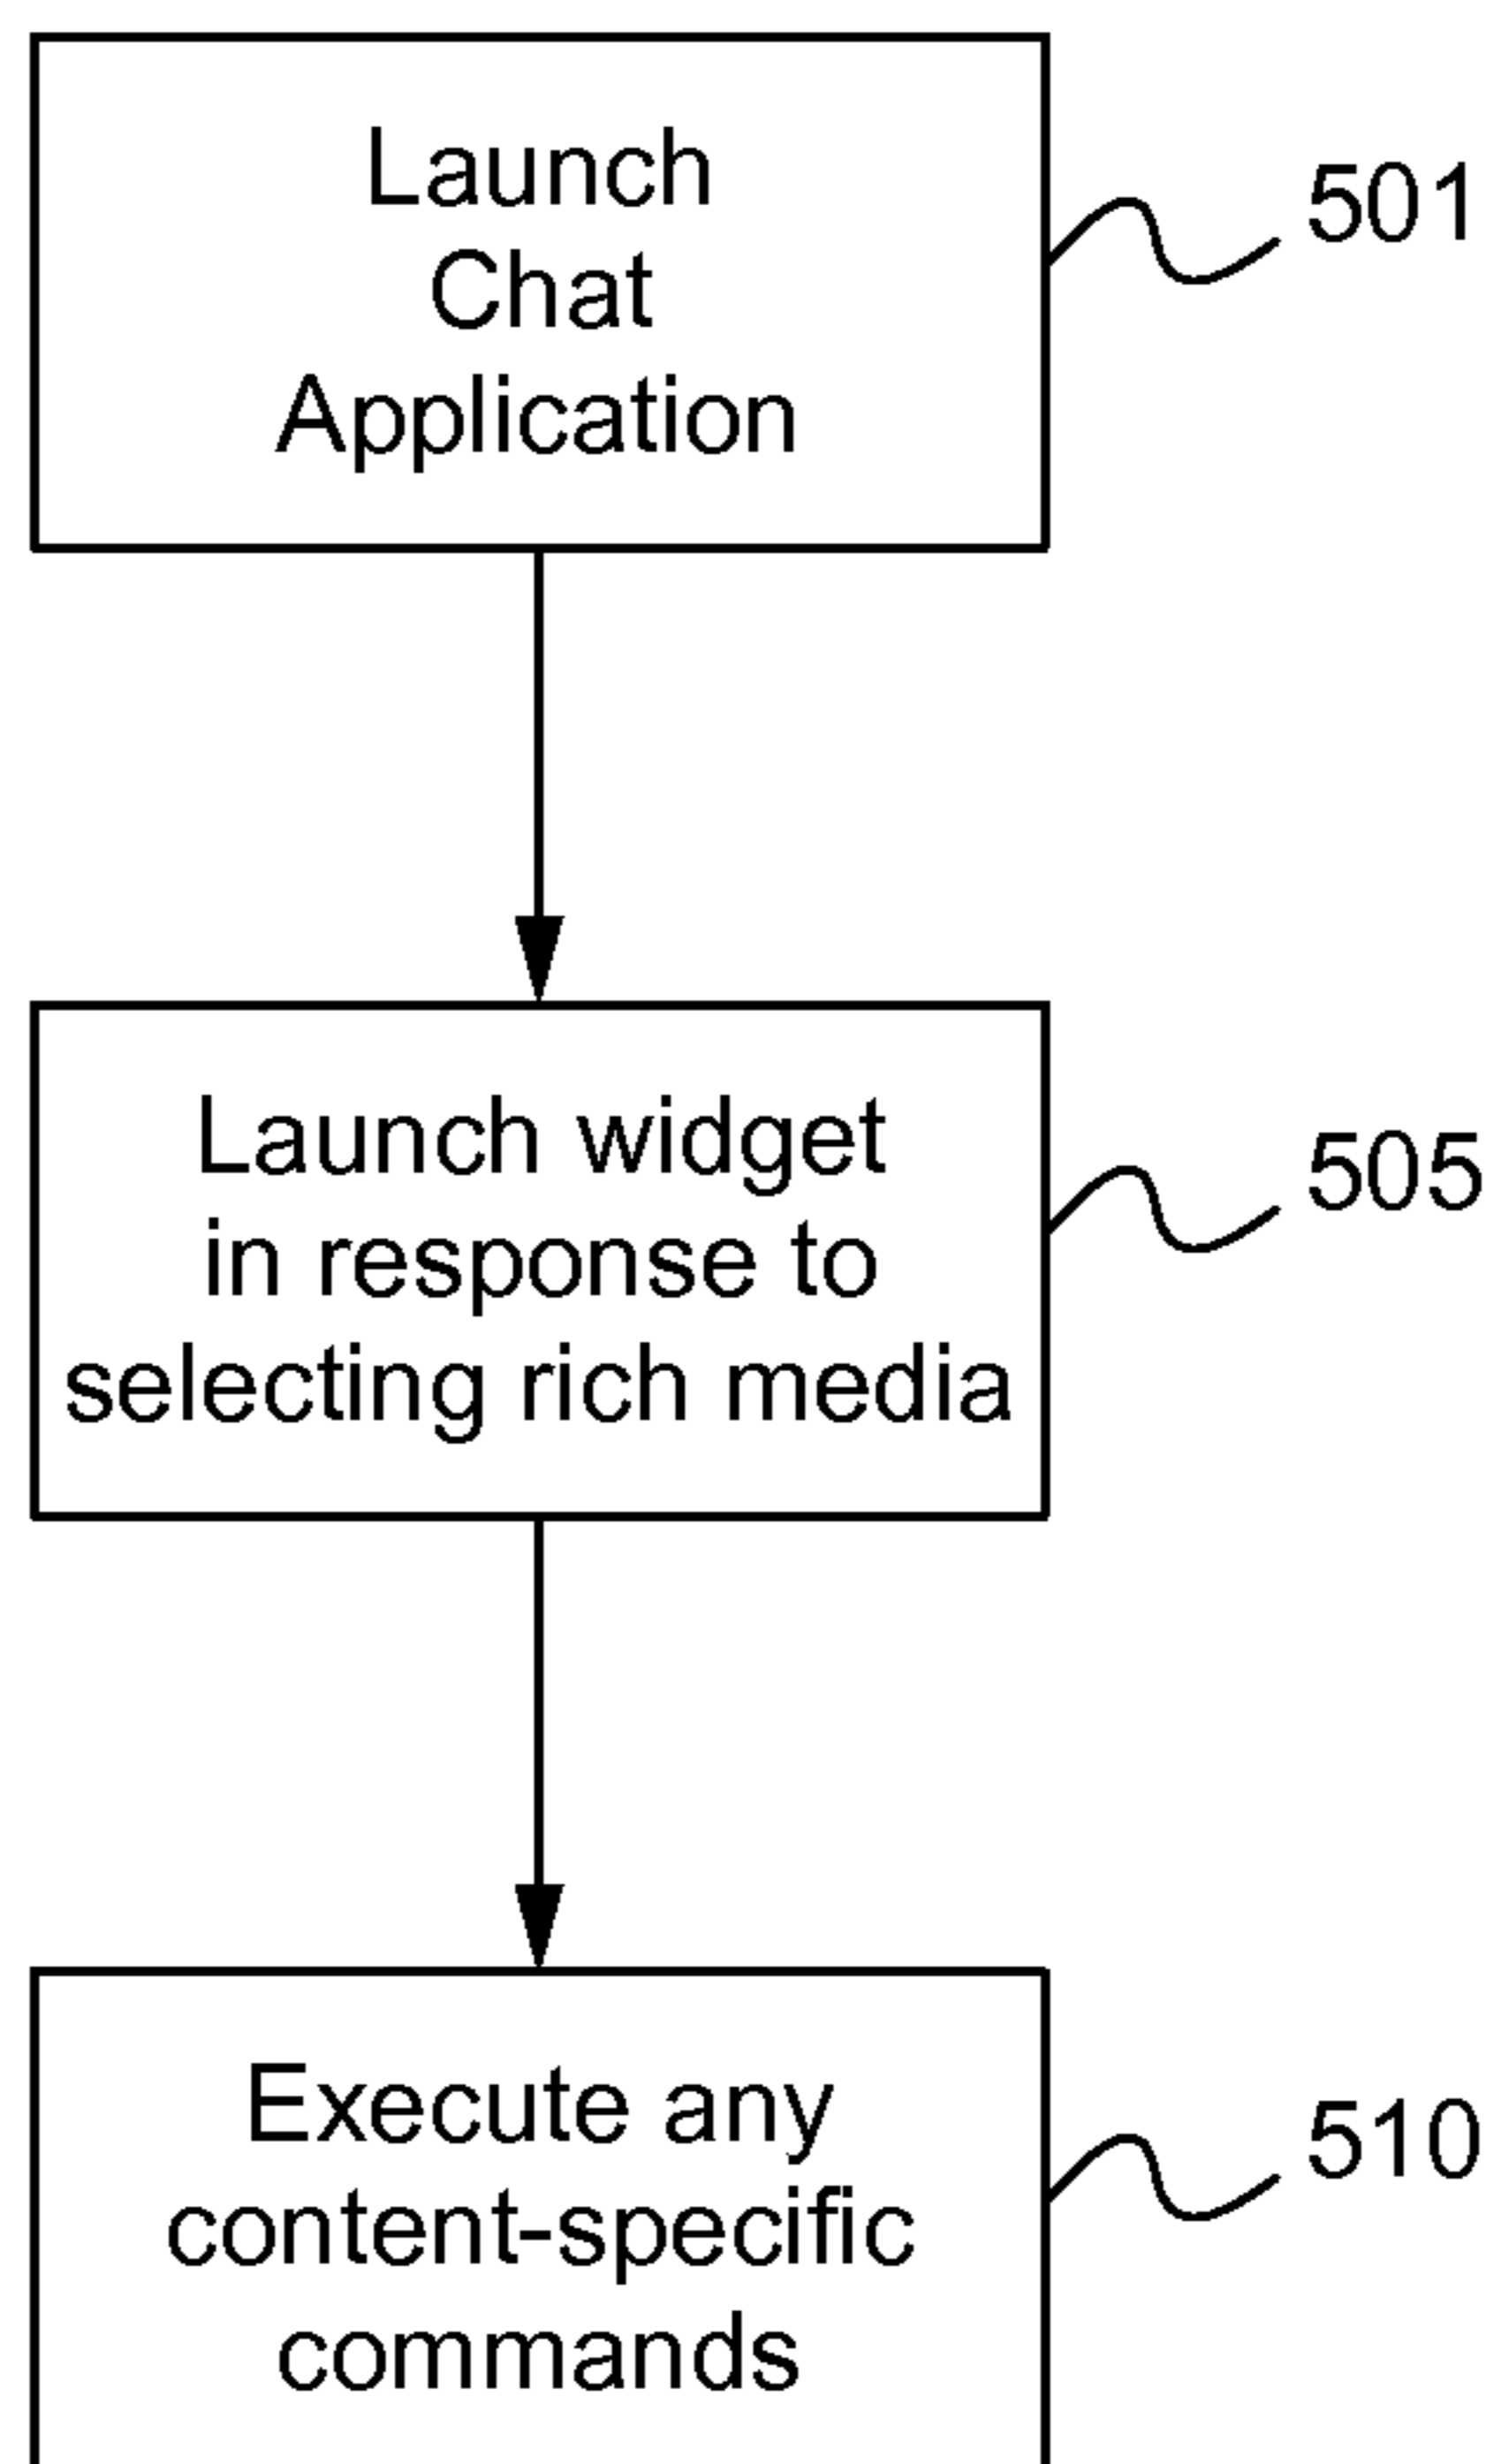 Launch
Chat
Application
501
Launch widget
in response to
selecting rich media
505
Execute any
content-specific
commands
510